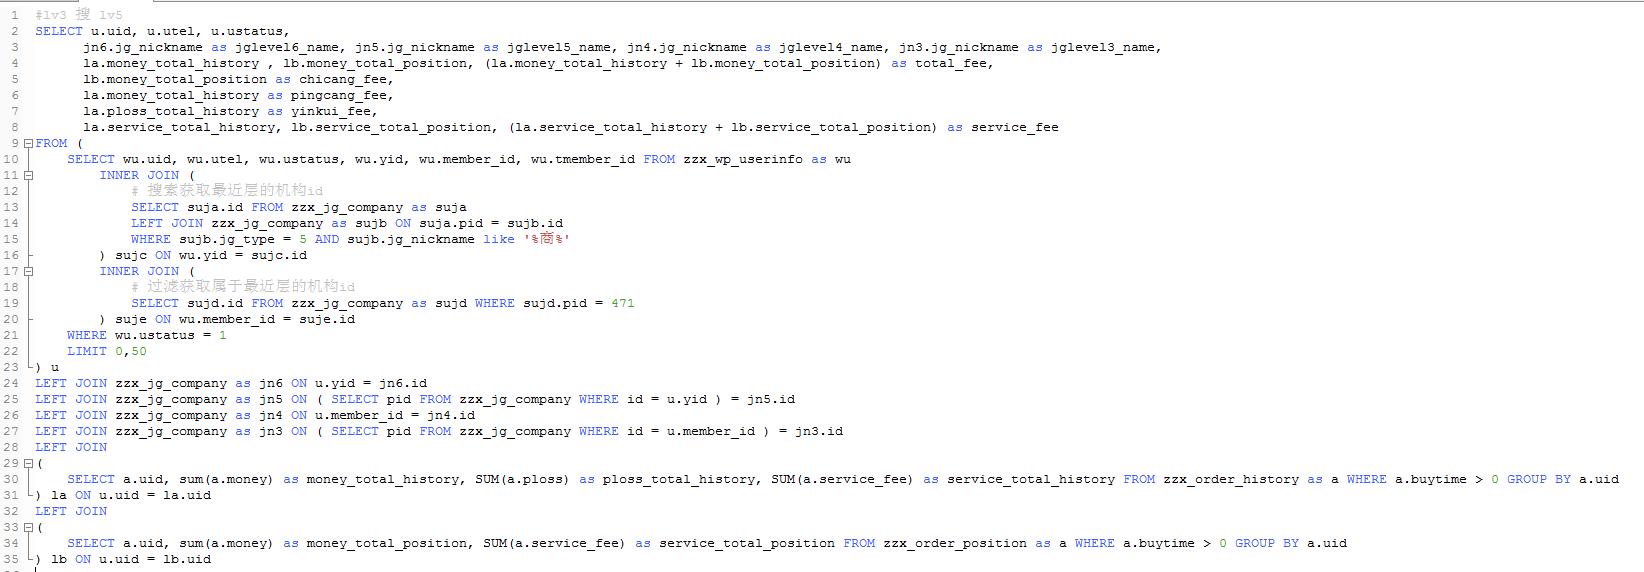 1 #lv3 搜 lv5
2 SELECT u.uid, u.utel, u.ustatus,
3 jn6.jg_nickname as jglevel6_name, jn5.jg_nickname as jglevel5_name, jn4.jg_nickname as jglevel4_name, jn3.jg_nickname as jglevel3_name,
4 la.money_total_history , lb.money_total_position, (la.money_total_history + lb.money_total_position) as total_fee,
5 lb.money_total_position as chicang_fee,
6 la.money_total_history as pingcang_fee,
7 la.ploss_total_history as yinkui_fee,
8 la.service_total_history, lb.service_total_position, (la.service_total_history + lb.service_total_position) as service_fee
9 FROM (
10 SELECT wu.uid, wu.utel, wu.ustatus, wu.yid, wu.member_id, wu.tmember_id FROM zzx_wp_userinfo as wu
11 INNER JOIN (
12 # 搜索获取最近层的机构id
13 SELECT suja.id FROM zzx_jg_company as suja
14 LEFT JOIN zzx_jg_company as sujb ON suja.pid = sujb.id
15 WHERE sujb.jg_type = 5 AND sujb.jg_nickname like '%商%'
16 ) sujc ON wu.yid = sujc.id
17 INNER JOIN (
18 # 过滤获取属于最近层的机构id
19 SELECT sujd.id FROM zzx_jg_company as sujd WHERE sujd.pid = 471
20 ) suje ON wu.member_id = suje.id
21 WHERE wu.ustatus = 1
22 LIMIT 0,50
23 ) u
24 LEFT JOIN zzx_jg_company as jn6 ON u.yid = jn6.id
25 LEFT JOIN zzx_jg_company as jn5 ON ( SELECT pid FROM zzx_jg_company WHERE id = u.yid ) = jn5.id
26 LEFT JOIN zzx_jg_company as jn4 ON u.member_id = jn4.id
27 LEFT JOIN zzx_jg_company as jn3 ON ( SELECT pid FROM zzx_jg_company WHERE id = u.member_id ) = jn3.id
28 LEFT JOIN
29 (
30 SELECT a.uid, sum(a.money) as money_total_history, SUM(a.ploss) as ploss_total_history, SUM(a.service_fee) as service_total_history FROM zzx_order_history as a WHERE a.buytime > 0 GROUP BY a.uid
31 ) la ON u.uid = la.uid
32 LEFT JOIN
33 (
34 SELECT a.uid, sum(a.money) as money_total_position, SUM(a.service_fee) as service_total_position FROM zzx_order_position as a WHERE a.buytime > 0 GROUP BY a.uid
35 ) lb ON u.uid = lb.uid